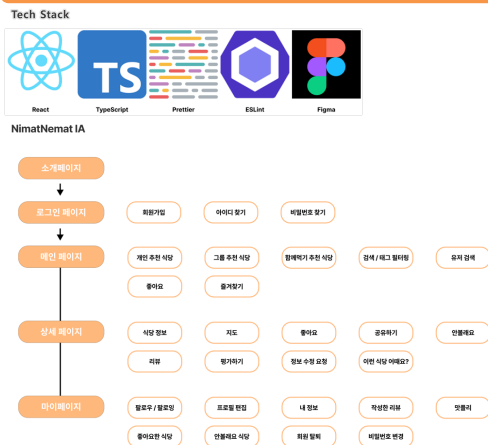 Tech Stack
TS
React TypeScript Prettier ESLint Figma
NimatNemat IA
소개페이지
로그인 페이지 회원가입 아이디 찾기 비밀번호 찾기
메인 페이지 개인 추천 식당 그룹 추천 식당 함께먹기 추천 식당 검색 / 태그 필터링 유저 검색
좋아요 즐겨찾기
상세 페이지 식당 정보 지도 좋아요 공유하기 안볼래요
리뷰 평가하기 정보 수정 요청 이런 식당 어때요?
마이페이지 팔로우 / 팔로잉 프로필 편집 내 정보 작성한 리뷰 맛플리
좋아요한 식당 안볼래요 식당 회원 탈퇴 비밀번호 변경